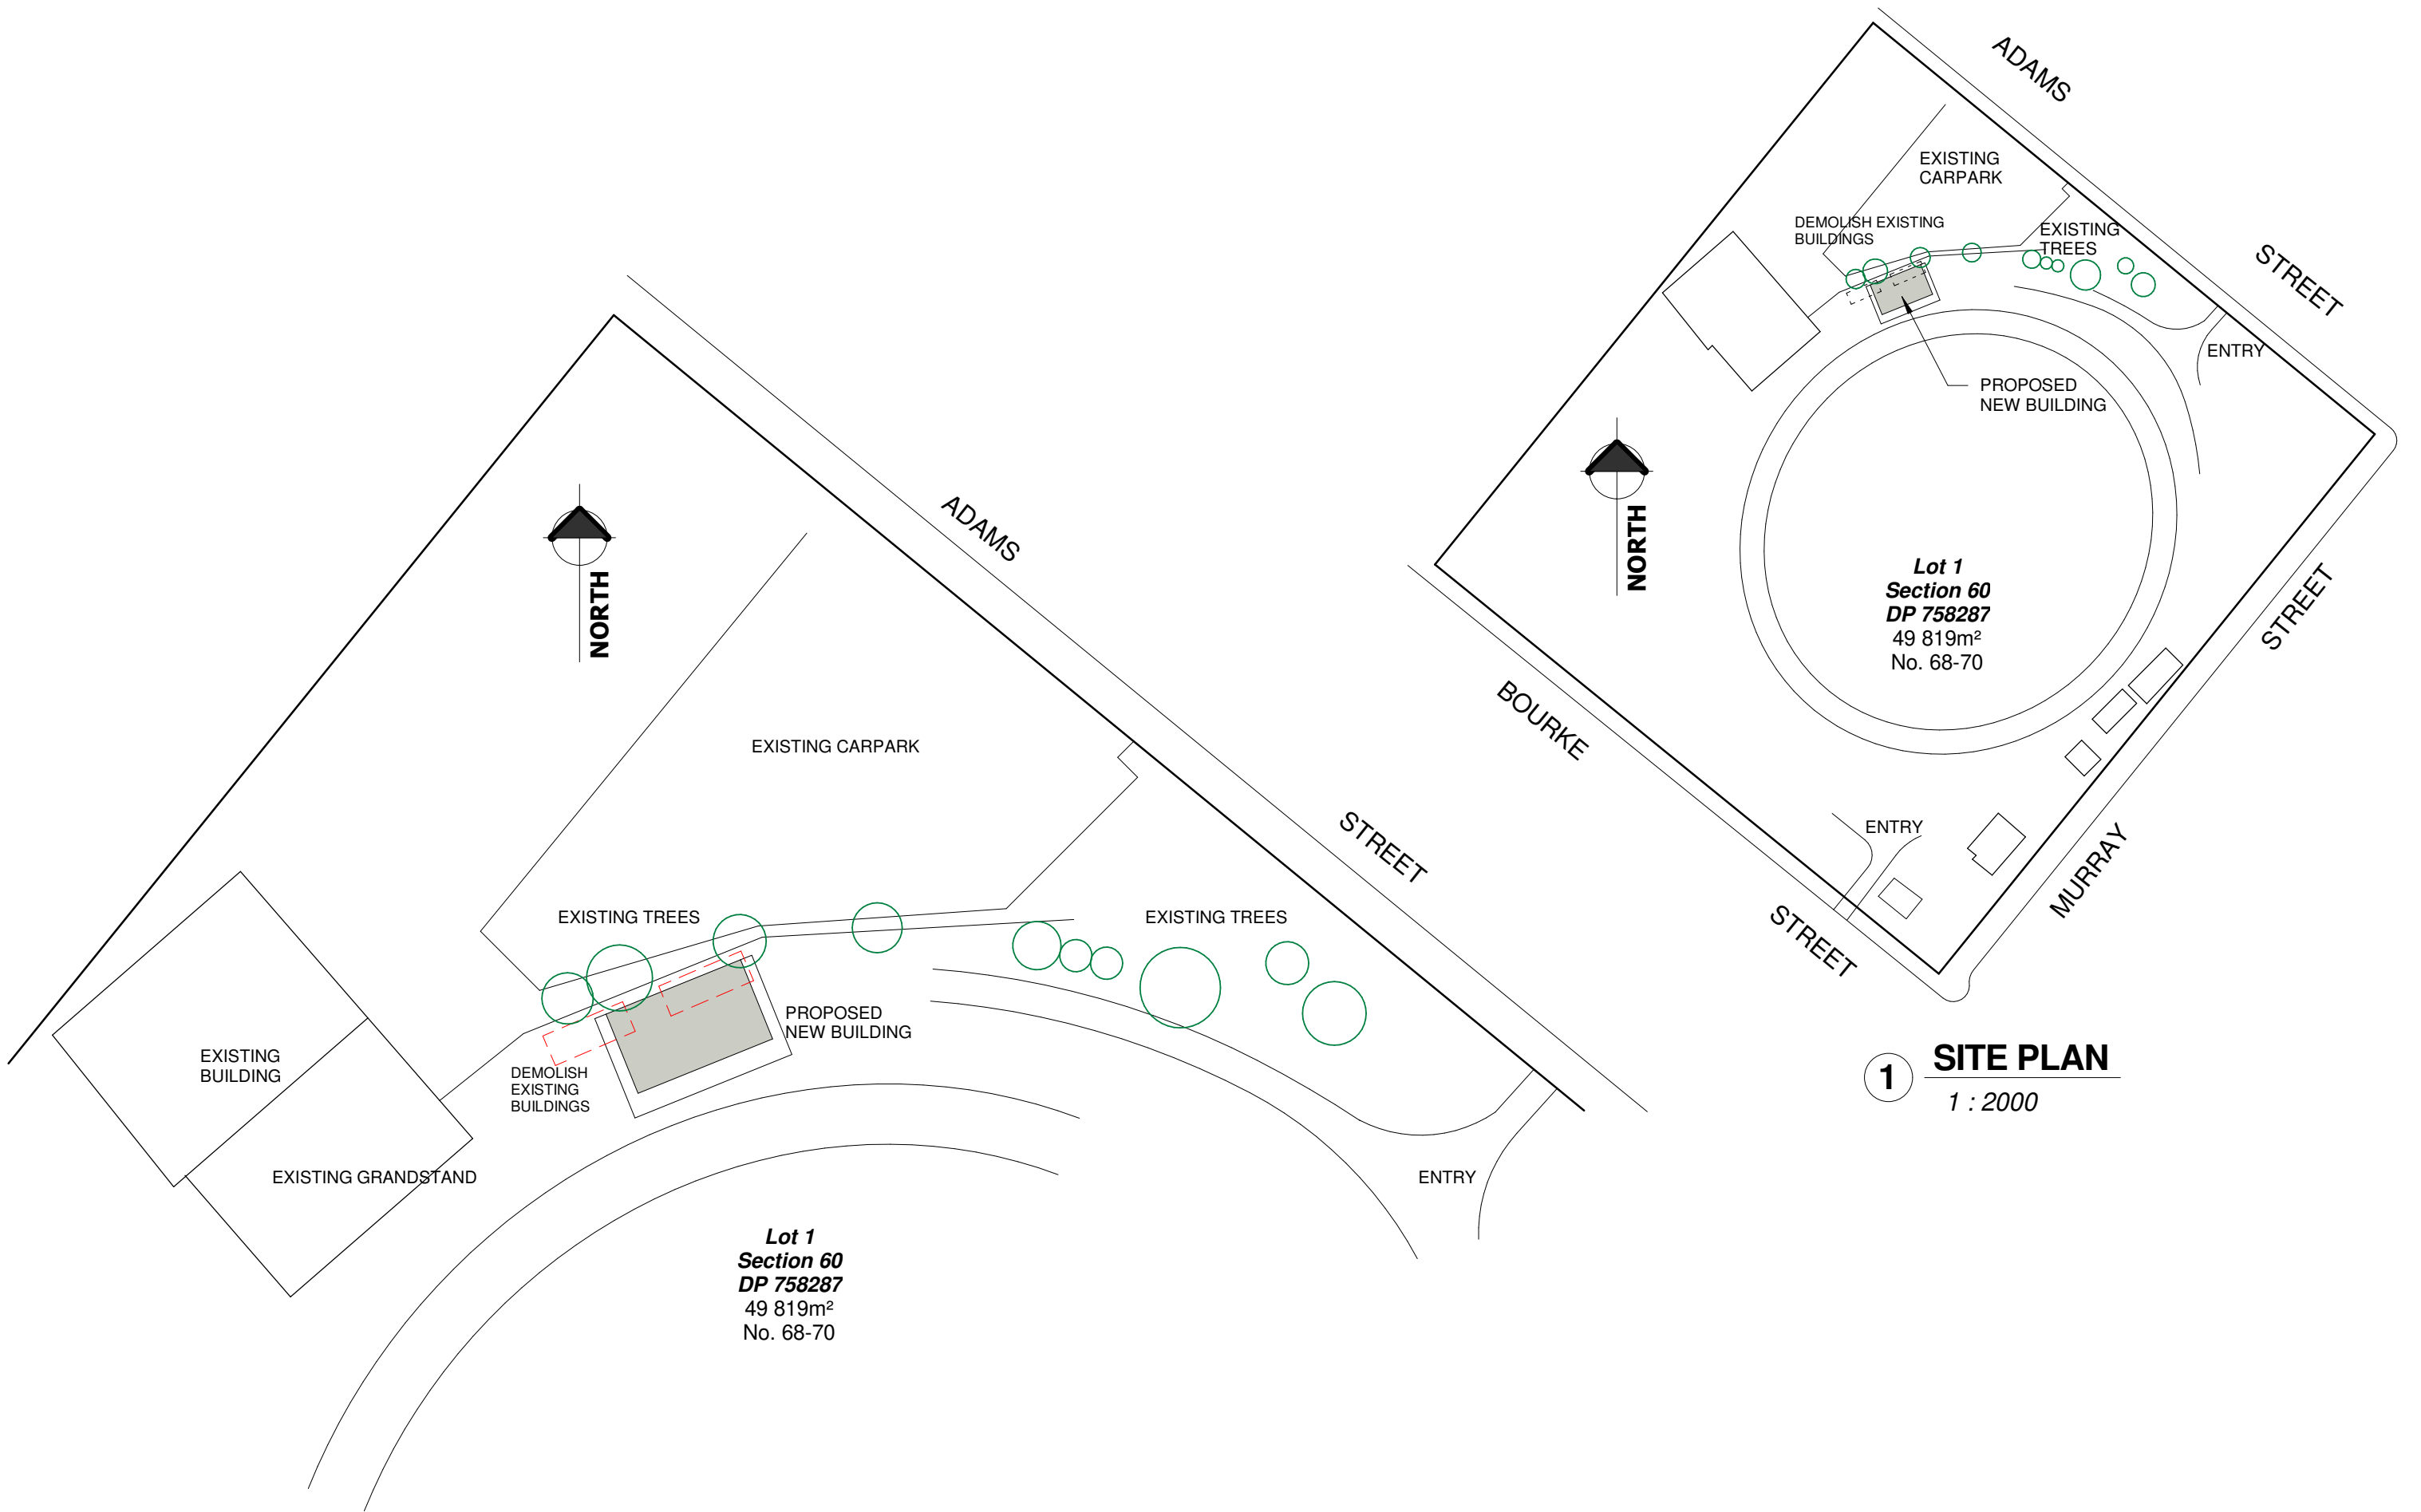 ADAMS
STREET
NORTH
EXISTING CARPARK
EXISTING TREES
EXISTING TREES
PROPOSED
NEW BUILDING
DEMOLISH
EXISTING
BUILDINGS
EXISTING
BUILDING
EXISTING GRANDSTAND
ENTRY
Lot 1
Section 60
DP 758287
49 819m²
No. 68-70
ADAMS
STREET
EXISTING
CARPARK
DEMOLISH EXISTING
BUILDINGS
EXISTING
TREES
ENTRY
PROPOSED
NEW BUILDING
NORTH
Lot 1
Section 60
DP 758287
49 819m²
No. 68-70
BOURKE
STREET
MURRAY
STREET
ENTRY
1
SITE PLAN
1 : 2000